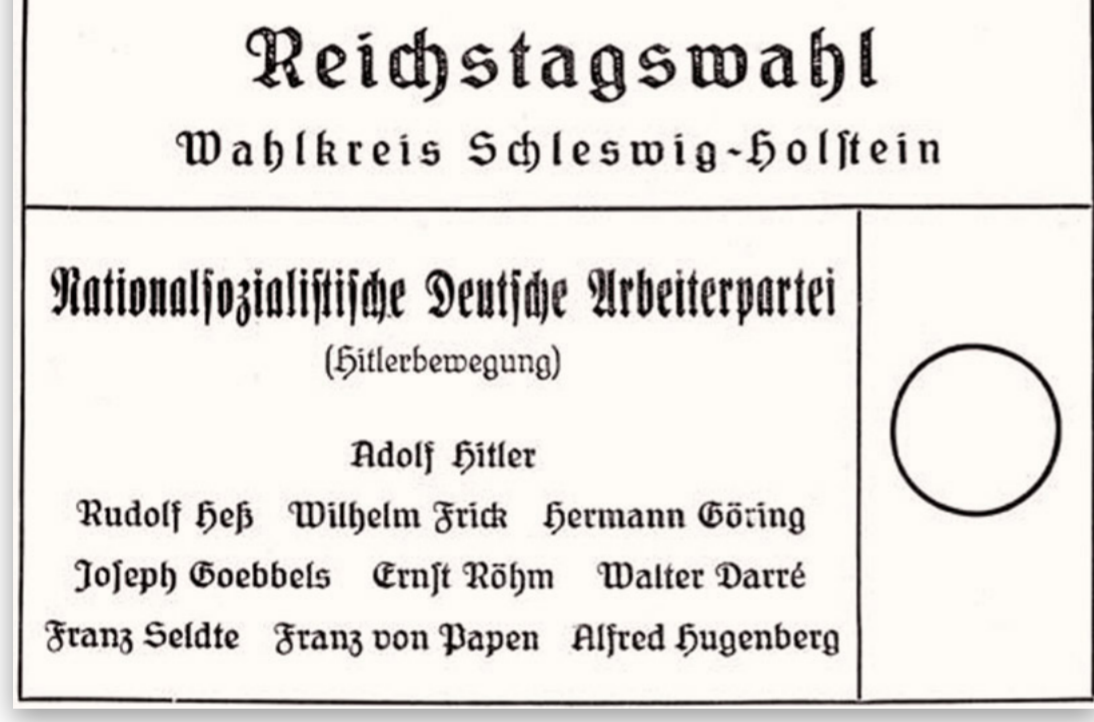 Reichstagswahl
Wahlkreis Schleswig-Holstein
Nationalsozialistische Deutsche Arbeiterpartei
(Hitlerbewegung)
Adolf Hitler
Rudolf Heß Wilhelm Frick Hermann Göring
Joseph Goebbels Ernst Röhm Walter Darré
Franz Seldte Franz von Papen Alfred Hugenberg